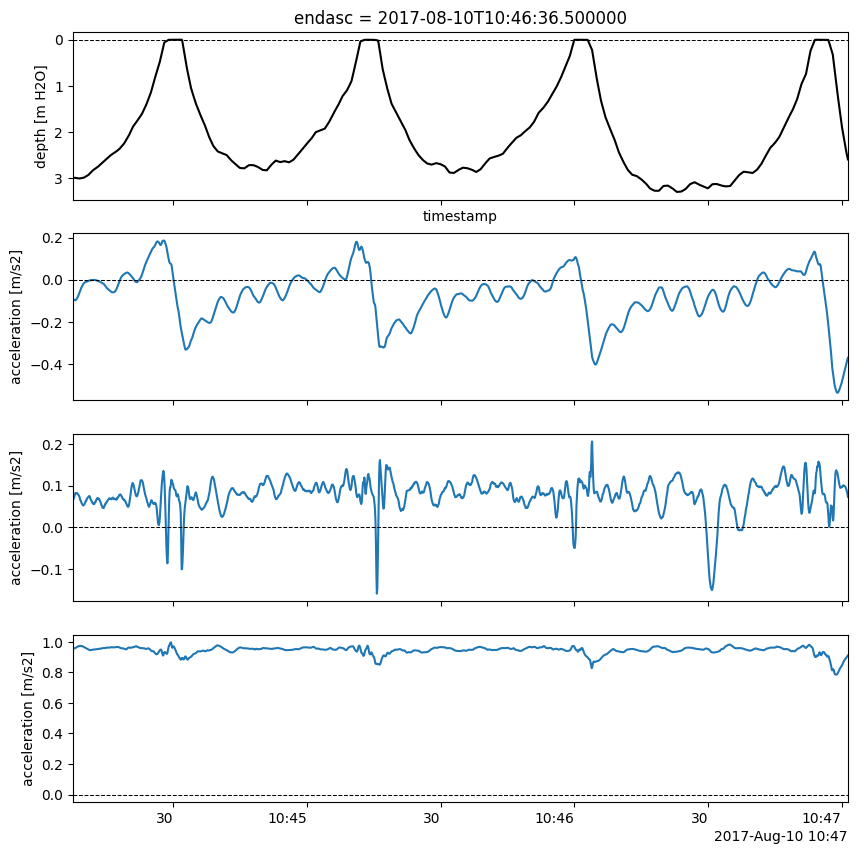 endasc = 2017-08-10T10:46:36.500000
depth [m H2O]
0
1
2
3
timestamp
acceleration [m/s2]
0.2
0.0
−0.2
−0.4
acceleration [m/s2]
0.2
0.1
0.0
−0.1
acceleration [m/s2]
1.0
0.8
0.6
0.4
0.2
0.0
30 10:45 30 10:46 30 10:47
2017-Aug-10 10:47